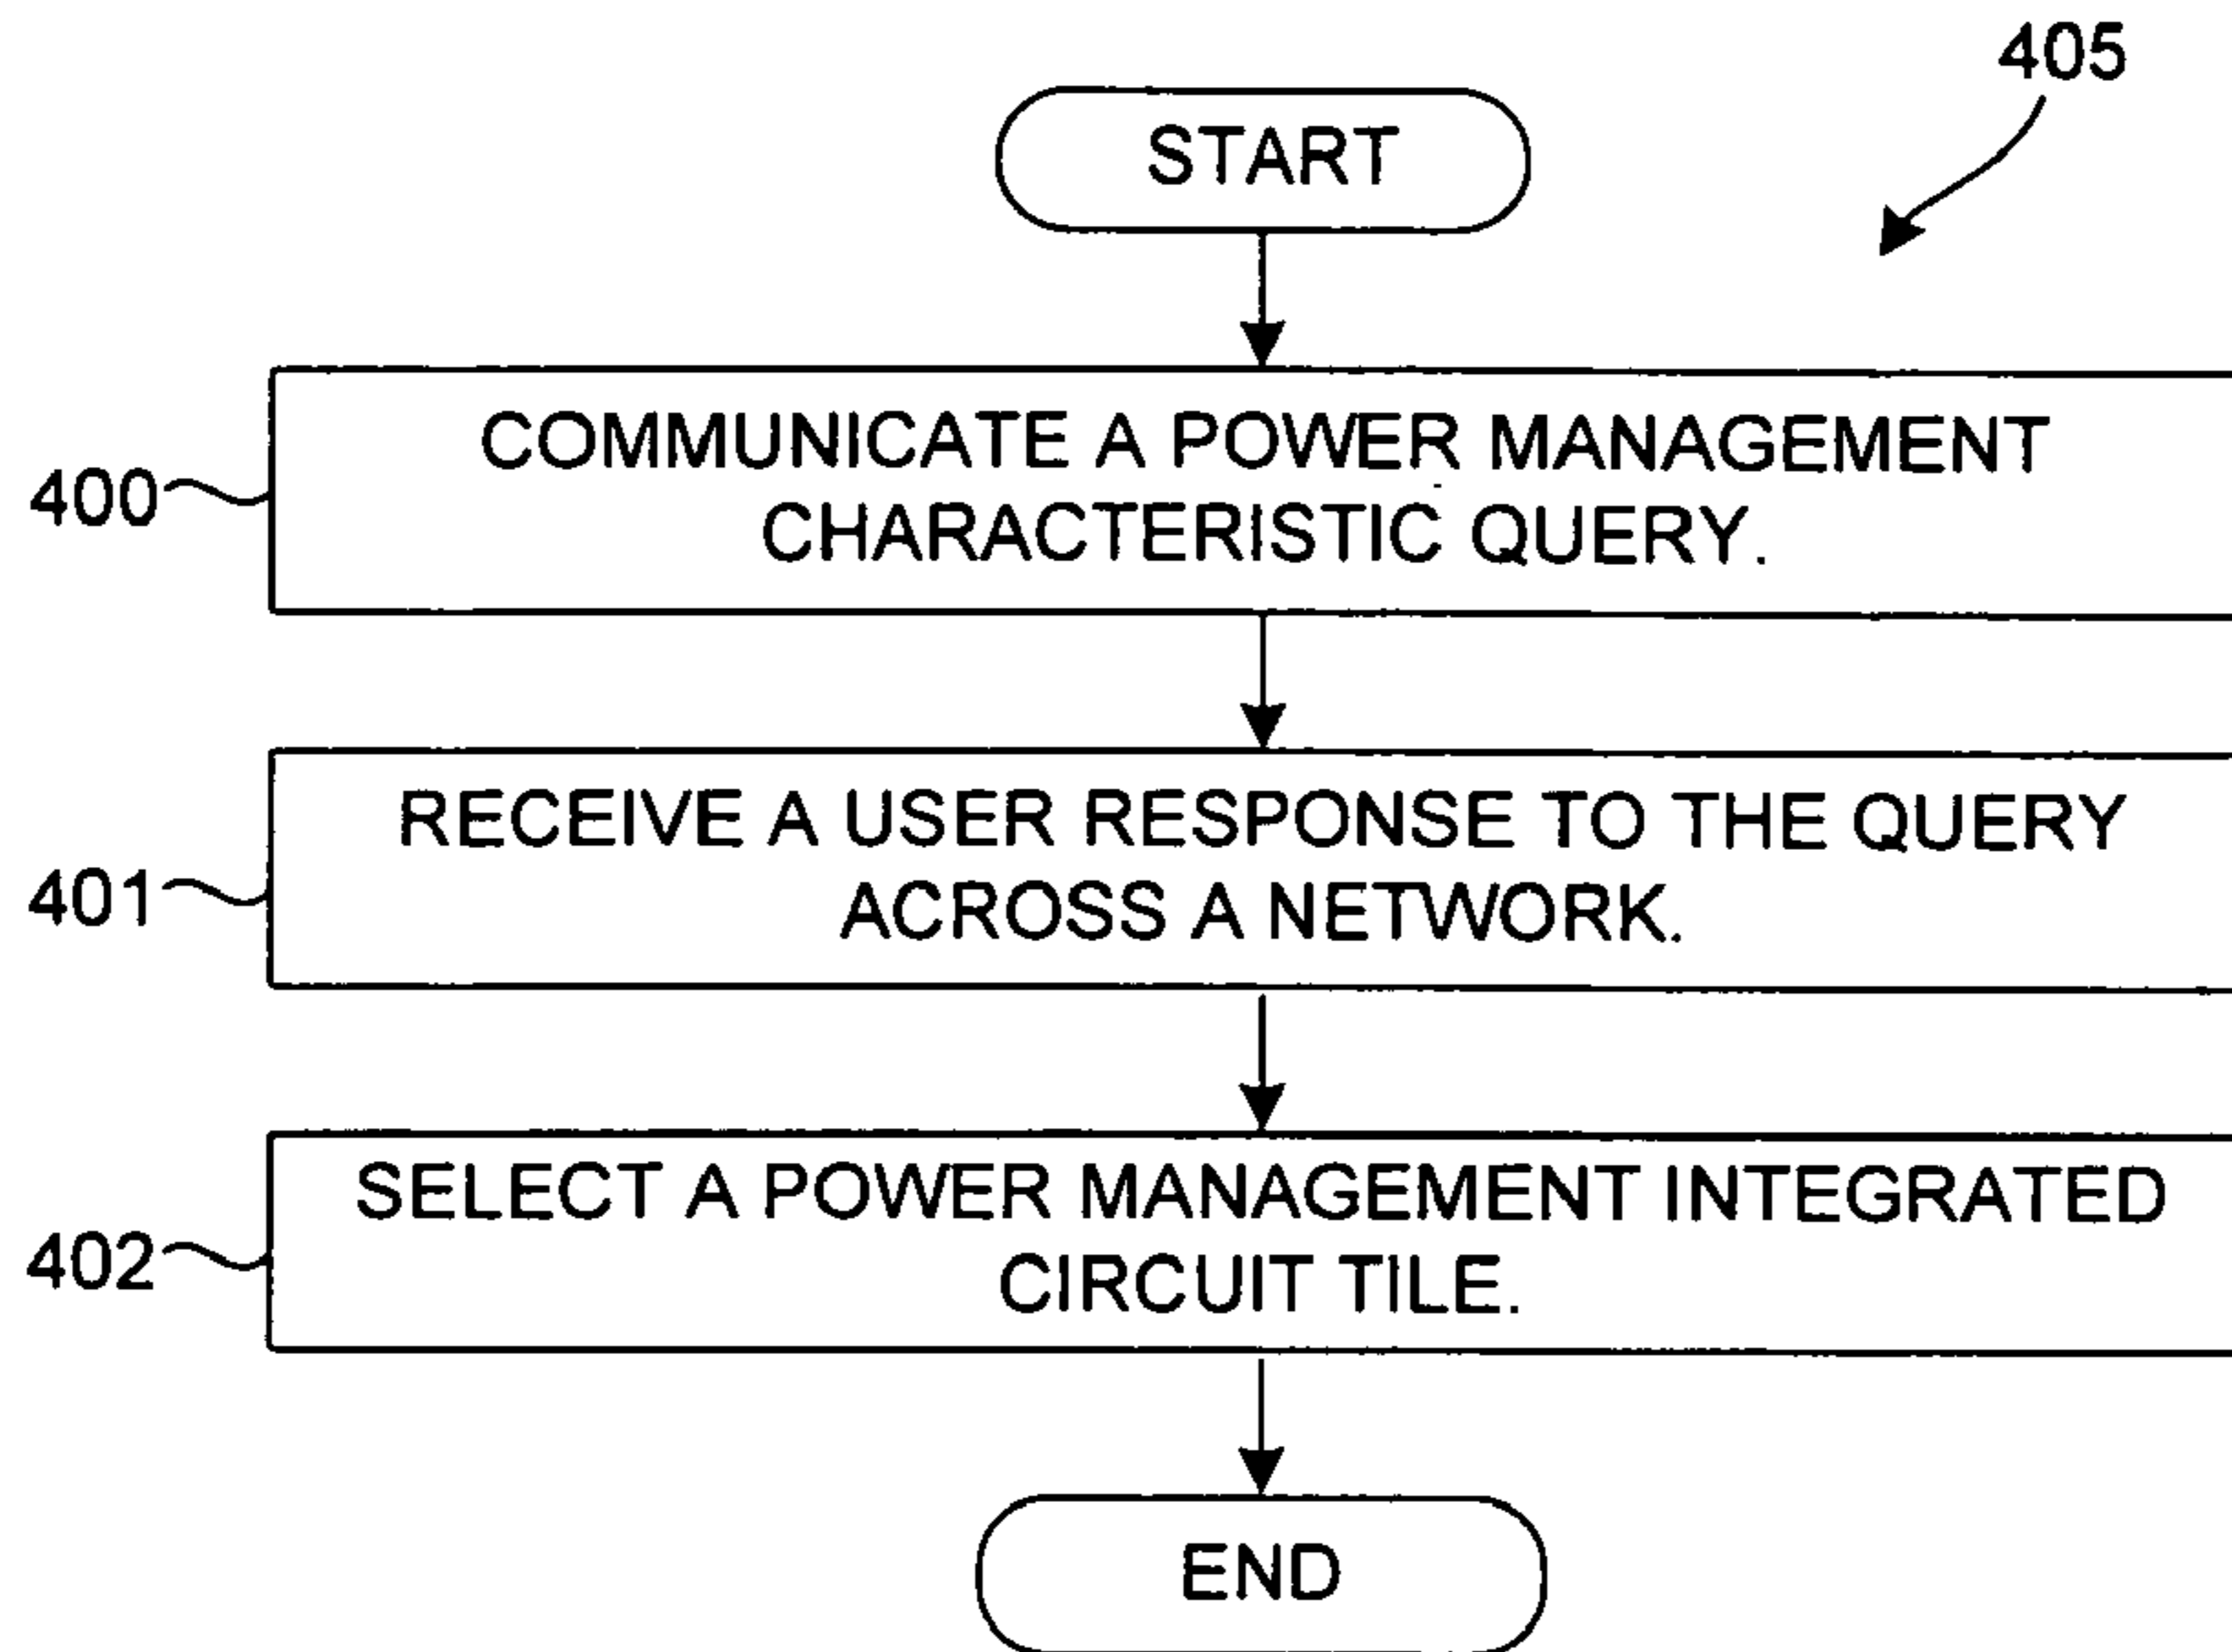 405
START
COMMUNICATE A POWER MANAGEMENT
CHARACTERISTIC QUERY.
400
RECEIVE A USER RESPONSE TO THE QUERY
ACROSS A NETWORK.
401
SELECT A POWER MANAGEMENT INTEGRATED
CIRCUIT TILE.
402
END